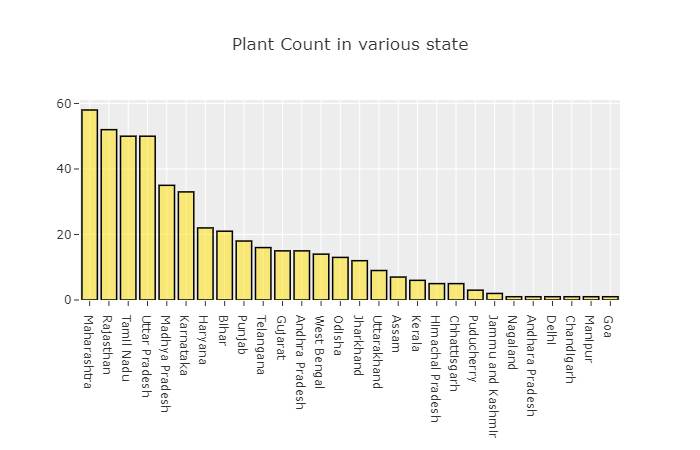 Plant Count in various state
60
40
20
0
Maharashtra
Rajasthan
Tamil Nadu
Uttar Pradesh
Madhya Pradesh
Karnataka
Haryana
Bihar
Punjab
Telangana
Gujarat
Andhra Pradesh
West Bengal
Odisha
Jharkhand
Uttarakhand
Assam
Kerala
Himachal Pradesh
Chhattisgarh
Puducherry
Jammu and Kashmir
Nagaland
Andhara Pradesh
Delhi
Chandigarh
Manipur
Goa